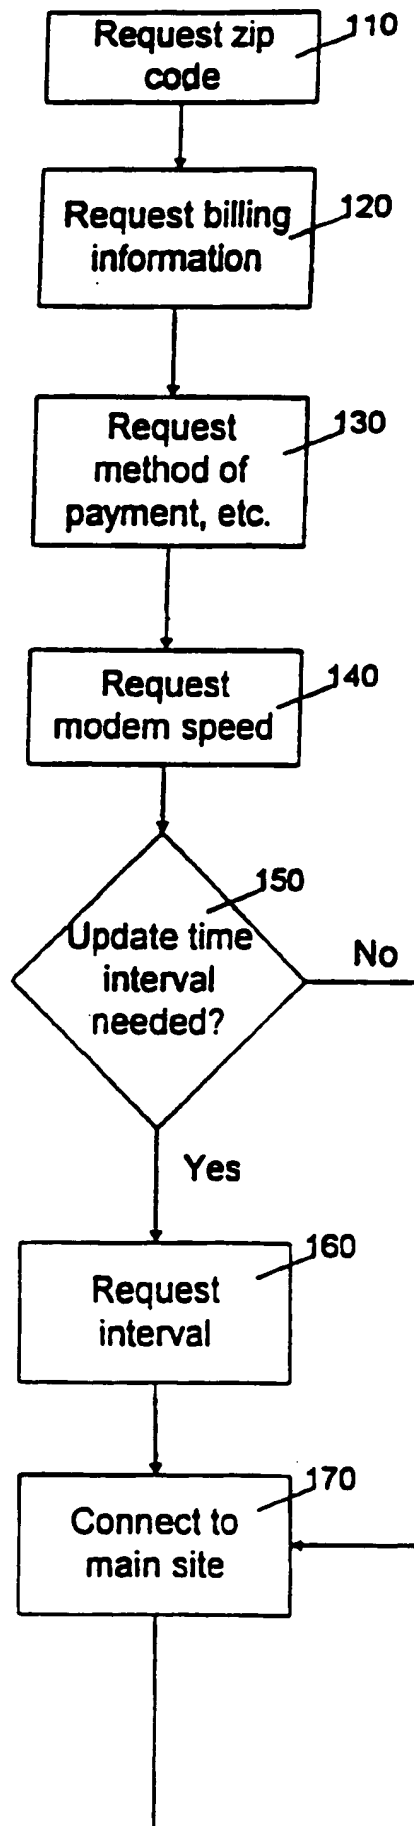 Request zip
code
110
Request billing
information
120
Request
method of
payment, etc.
130
Request
modem speed
140
150
Update time
interval
needed?
No
Yes
Request
interval
160
Connect to
main site
170